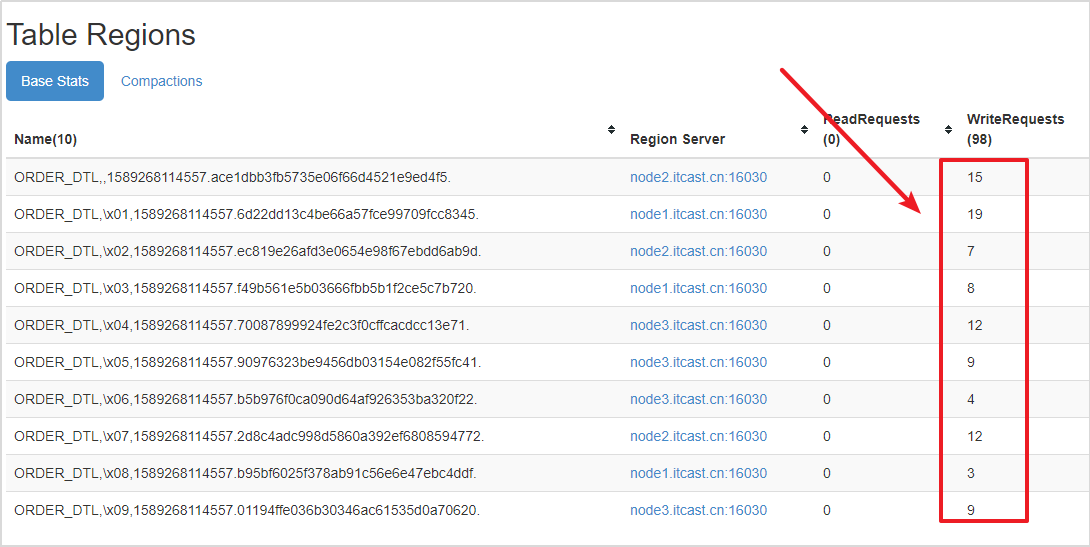 Table Regions
Base Stats Compactions
Name(10) Region Server ReadRequests (0) WriteRequests (98)
ORDER_DTL,,1589268114557.ace1dbb3fb5735e06f66d4521e9ed4f5. node2.itcast.cn:16030 0 15
ORDER_DTL,\x01,1589268114557.6d22dd13c4be66a57fce99709fcc8345. node1.itcast.cn:16030 0 19
ORDER_DTL,\x02,1589268114557.ec819e26afd3e0654e98f67ebdd6ab9d. node2.itcast.cn:16030 0 7
ORDER_DTL,\x03,1589268114557.f49b561e5b03666fbb5b1f2ce5c7b720. node1.itcast.cn:16030 0 8
ORDER_DTL,\x04,1589268114557.70087899924fe2c3f0cffcacdcc13e71. node3.itcast.cn:16030 0 12
ORDER_DTL,\x05,1589268114557.90976323be9456db03154e082f55fc41. node3.itcast.cn:16030 0 9
ORDER_DTL,\x06,1589268114557.b5b976f0ca090d64af926353ba320f22. node3.itcast.cn:16030 0 4
ORDER_DTL,\x07,1589268114557.2d8c4adc998d5860a392ef6808594772. node2.itcast.cn:16030 0 12
ORDER_DTL,\x08,1589268114557.b95bf6025f378ab91c56e6e47ebc4ddf. node1.itcast.cn:16030 0 3
ORDER_DTL,\x09,1589268114557.01194ffe036b30346ac61535d0a70620. node3.itcast.cn:16030 0 9